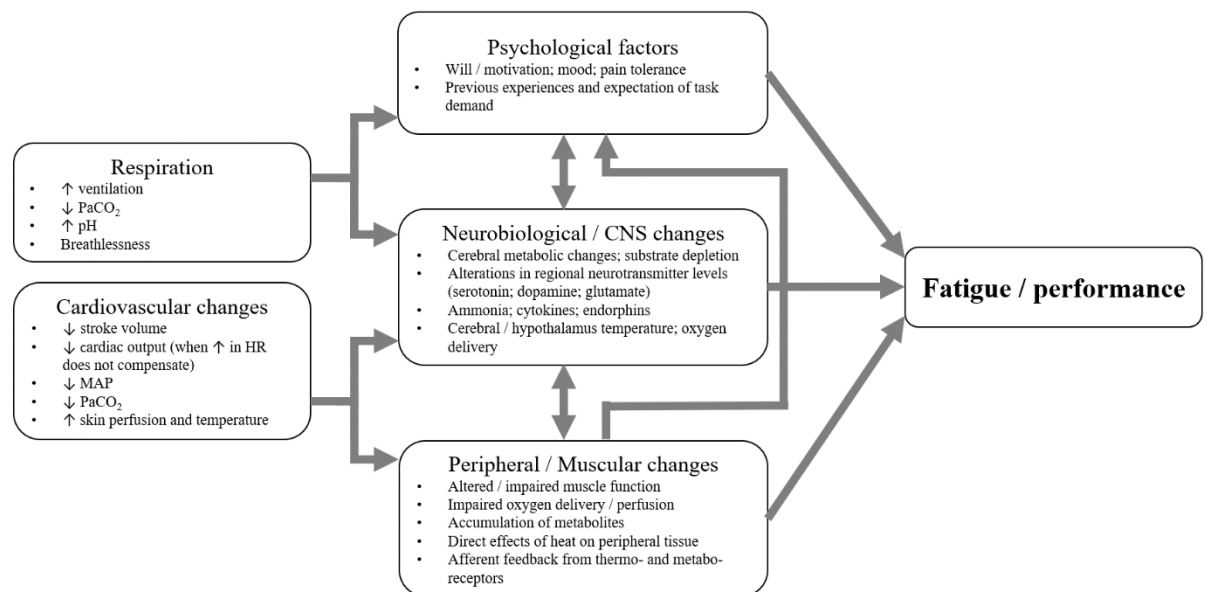 Psychological factors
• Will / motivation; mood; pain tolerance
• Previous experiences and expectation of task
demand
Respiration
• ↑ ventilation
• ↓ PaCO₂
• ↑ pH
• Breathlessness
Neurobiological / CNS changes
• Cerebral metabolic changes; substrate depletion
• Alterations in regional neurotransmitter levels
(serotonin; dopamine; glutamate)
• Ammonia; cytokines; endorphins
• Cerebral / hypothalamus temperature; oxygen
delivery
Cardiovascular changes
• ↓ stroke volume
• ↓ cardiac output (when ↑ in HR
does not compensate)
• ↓ MAP
• ↓ PaCO₂
• ↑ skin perfusion and temperature
Peripheral / Muscular changes
• Altered / impaired muscle function
• Impaired oxygen delivery / perfusion
• Accumulation of metabolites
• Direct effects of heat on peripheral tissue
• Afferent feedback from thermo- and metabo-
receptors
Fatigue / performance